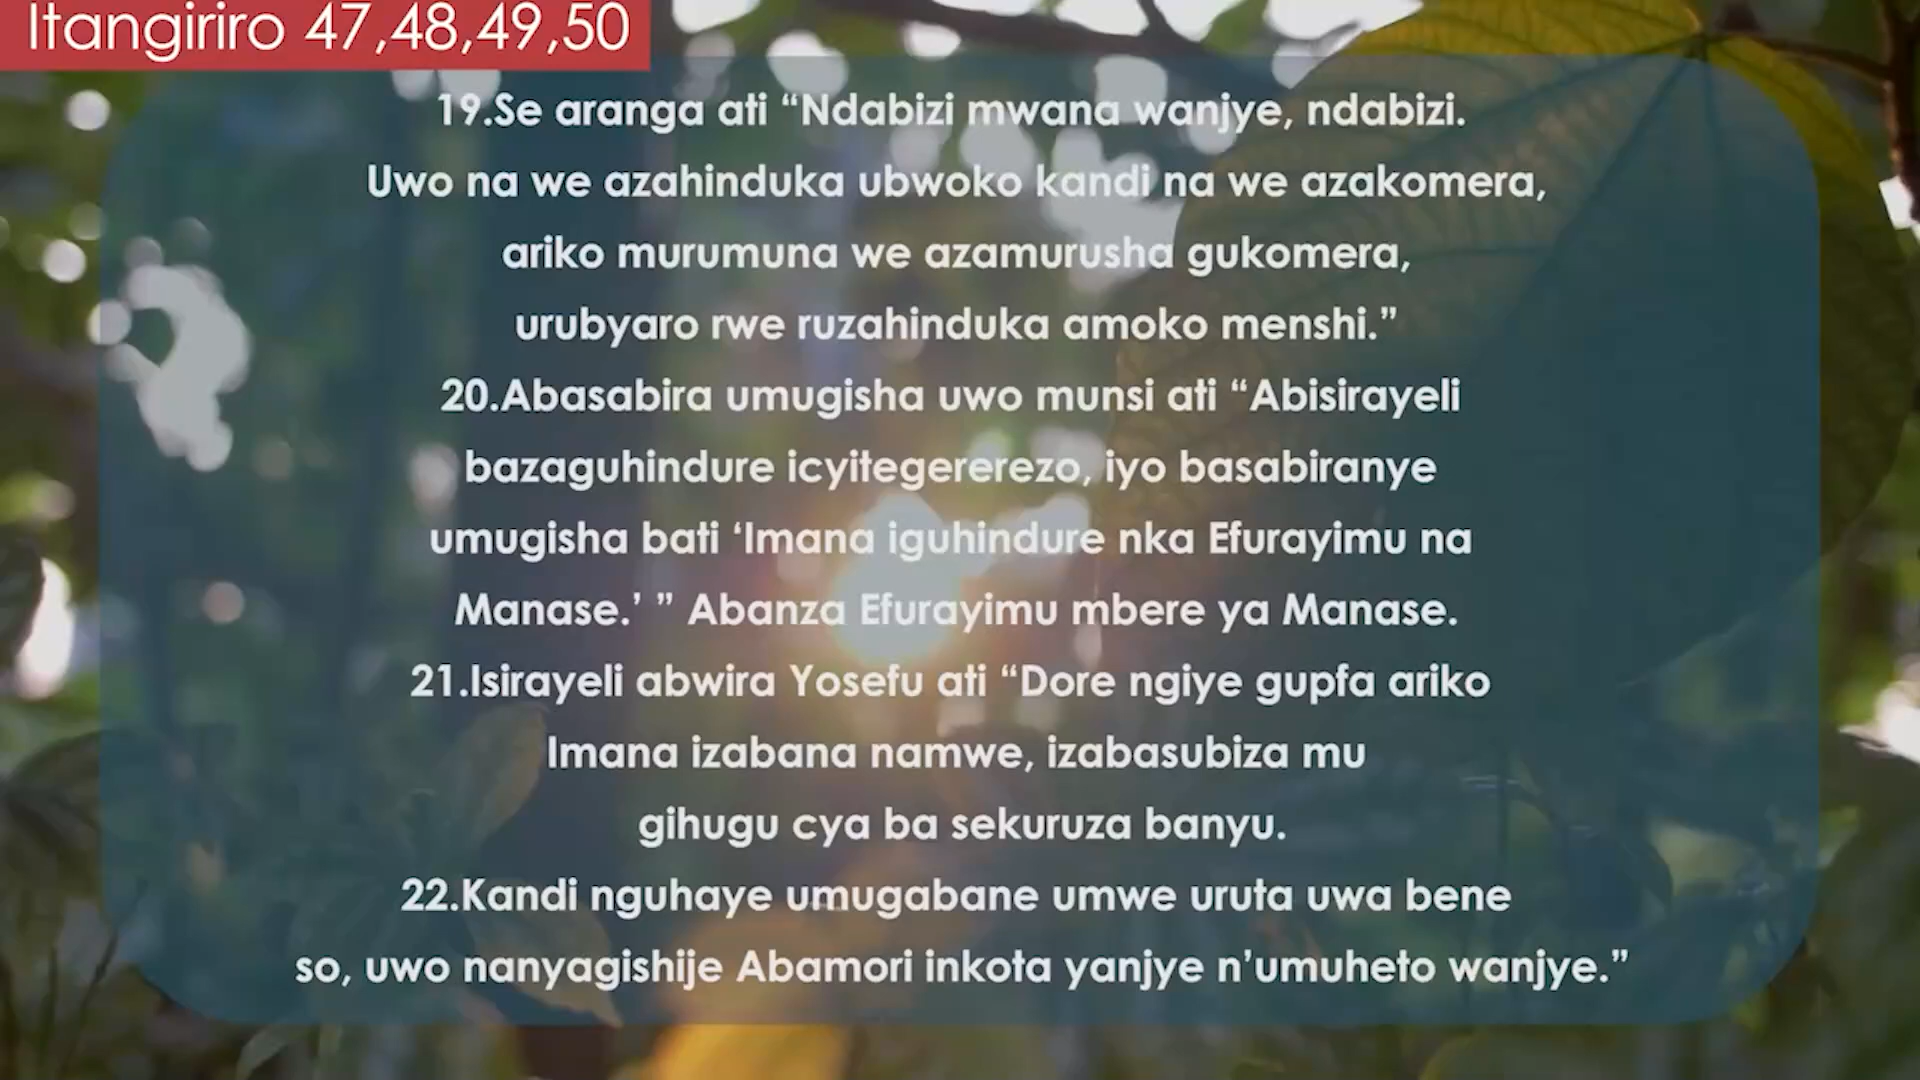 Itangiriro 47,48,49,50
19.Se aranga ati “Ndabizi mwana wanjye, ndabizi.
Uwo na we azahinduka ubwoko kandi na we azakomera,
ariko murumuna we azamurusha gukomera,
urubyaro rwe ruzahinduka amoko menshi.”
20.Abasabira umugisha uwo munsi ati “Abisirayeli
bazaguhindure icyitegererezo, iyo basabiranye
umugisha bati ‘Imana iguhindure nka Efurayimu na
Manase.’ ” Abanza Efurayimu mbere ya Manase.
21.Isirayeli abwira Yosefu ati “Dore ngiye gupfa ariko
Imana izabana namwe, izabasubiza mu
gihugu cya ba sekuruza banyu.
22.Kandi nguhaye umugabane umwe uruta uwa bene
so, uwo nanyagishije Abamori inkota yanjye n’umuheto wanjye.”